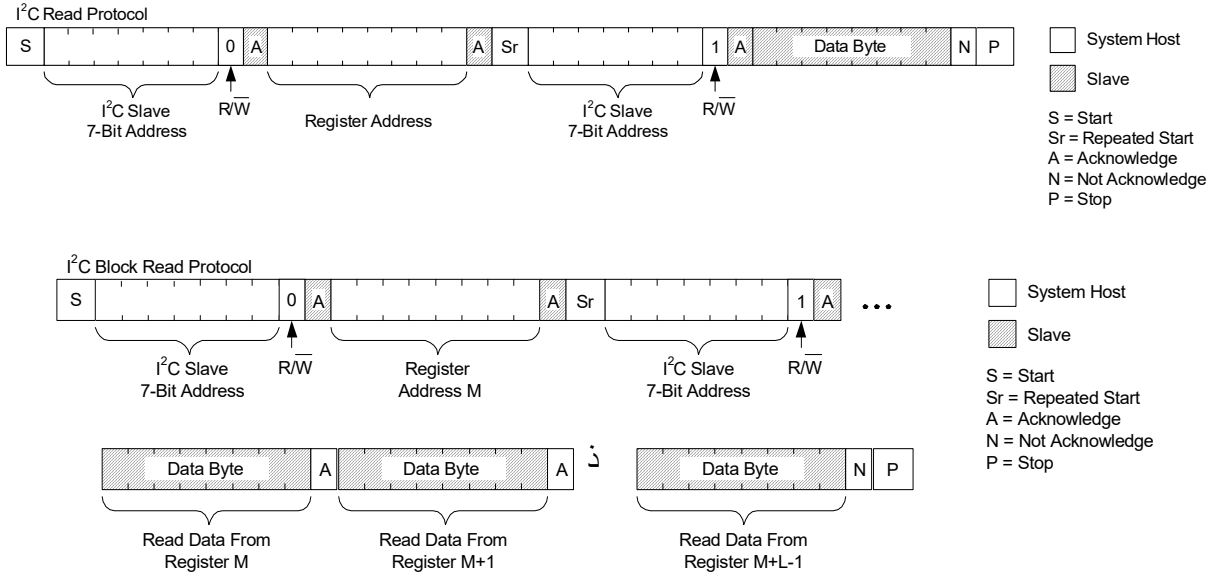 I²C Read Protocol
S 0 A A Sr 1 A Data Byte N P
I²C Slave
7-Bit Address
R/W̅
Register Address
I²C Slave
7-Bit Address
R/W̅
System Host
Slave
S = Start
Sr = Repeated Start
A = Acknowledge
N = Not Acknowledge
P = Stop
I²C Block Read Protocol
S 0 A A Sr 1 A ...
I²C Slave
7-Bit Address
R/W̅
Register
Address M
I²C Slave
7-Bit Address
R/W̅
System Host
Slave
S = Start
Sr = Repeated Start
A = Acknowledge
N = Not Acknowledge
P = Stop
Data Byte A Data Byte A Data Byte N P
Read Data From
Register M
Read Data From
Register M+1
Read Data From
Register M+L-1